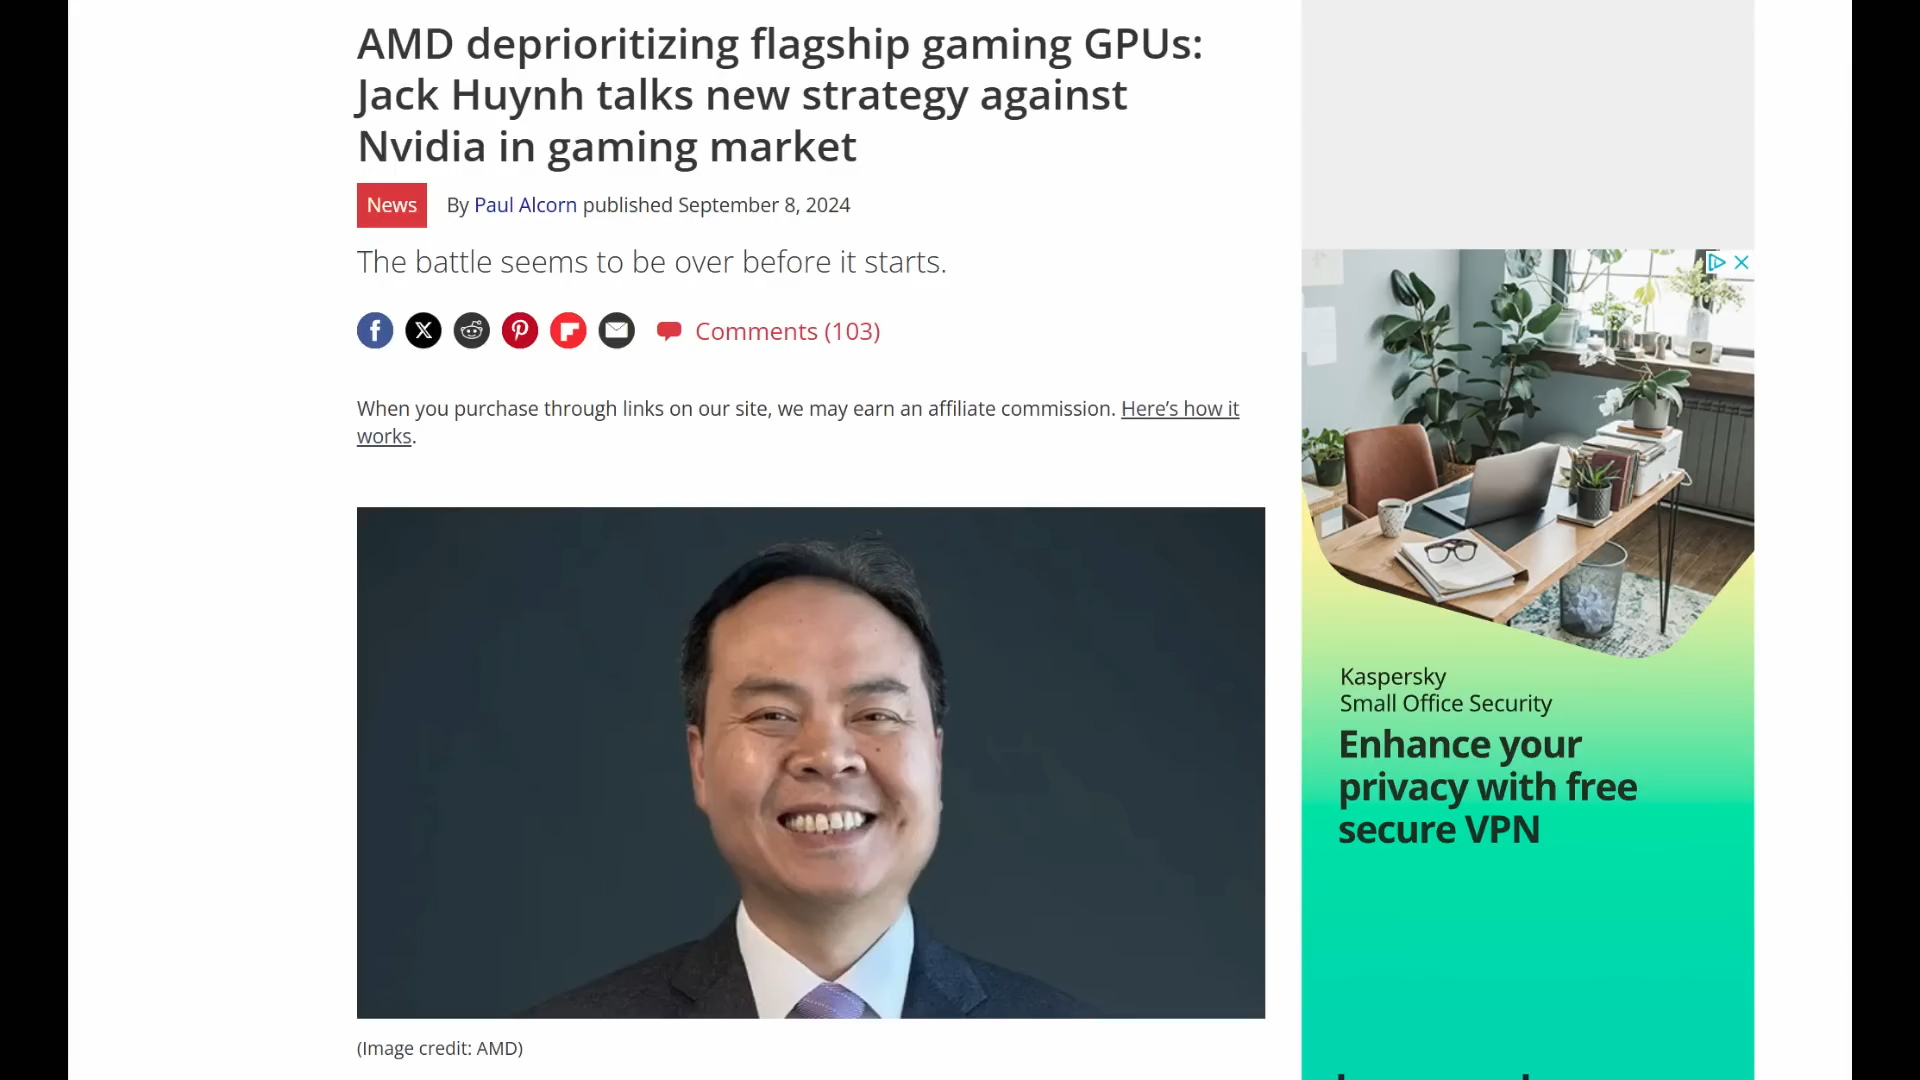 AMD deprioritizing flagship gaming GPUs:
Jack Huynh talks new strategy against
Nvidia in gaming market
News
By Paul Alcorn published September 8, 2024
The battle seems to be over before it starts.
Comments (103)
When you purchase through links on our site, we may earn an affiliate commission. Here’s how it
works.
(Image credit: AMD)
Kaspersky
Small Office Security
Enhance your
privacy with free
secure VPN